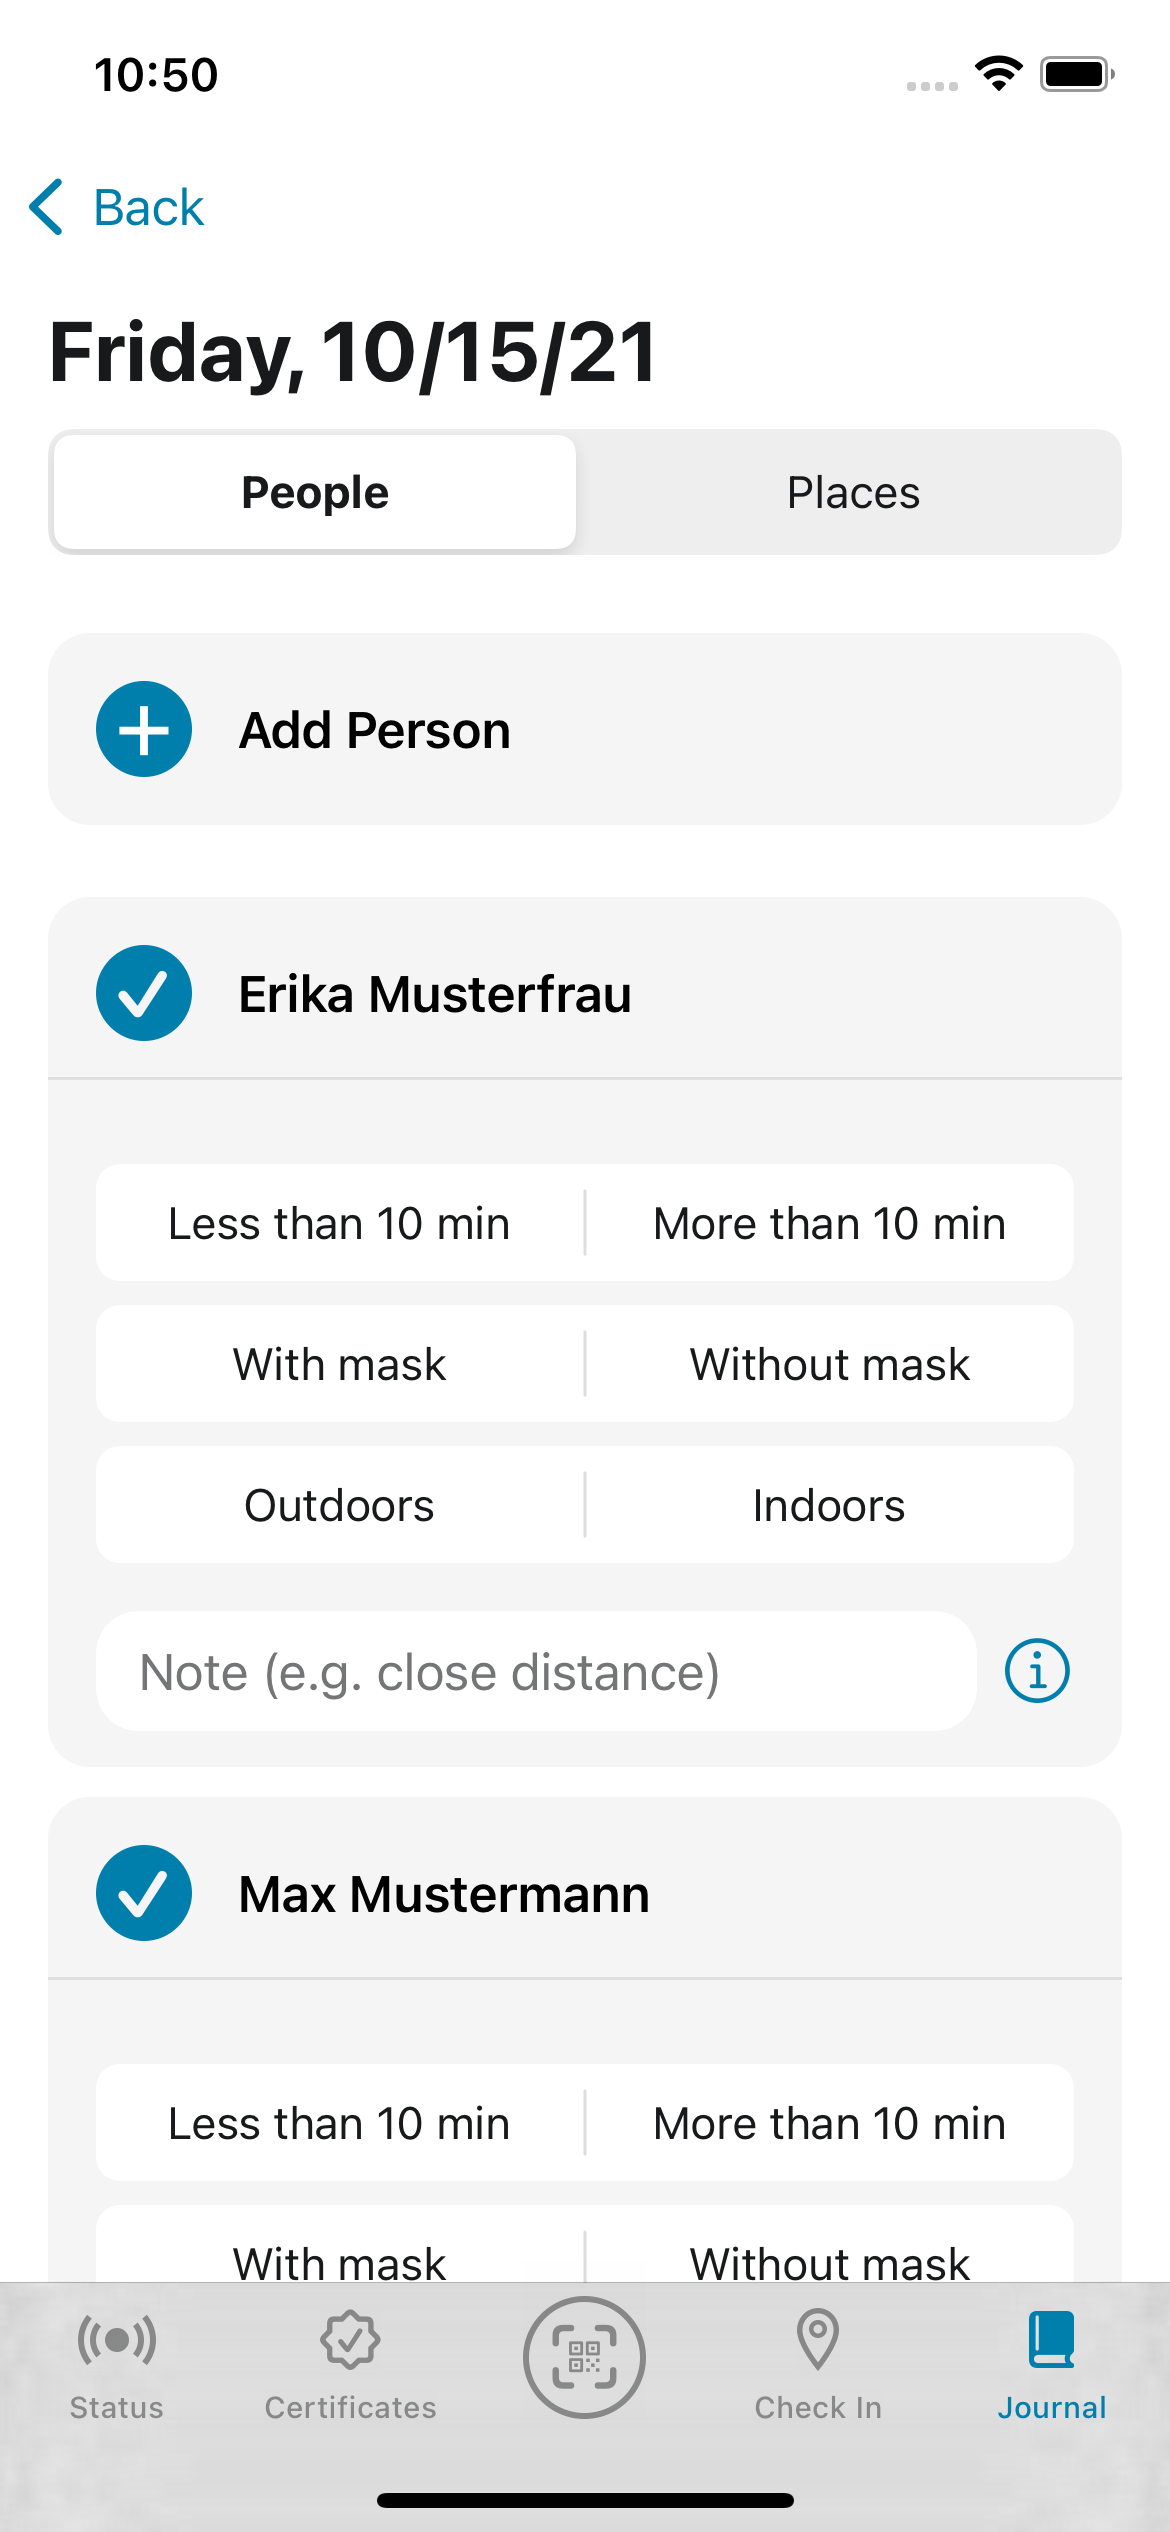 10:50
Back
Friday, 10/15/21
People Places
Add Person
Erika Musterfrau
Less than 10 min More than 10 min
With mask Without mask
Outdoors Indoors
Note (e.g. close distance)
Max Mustermann
Less than 10 min More than 10 min
With mask Without mask
Status Certificates Check In Journal